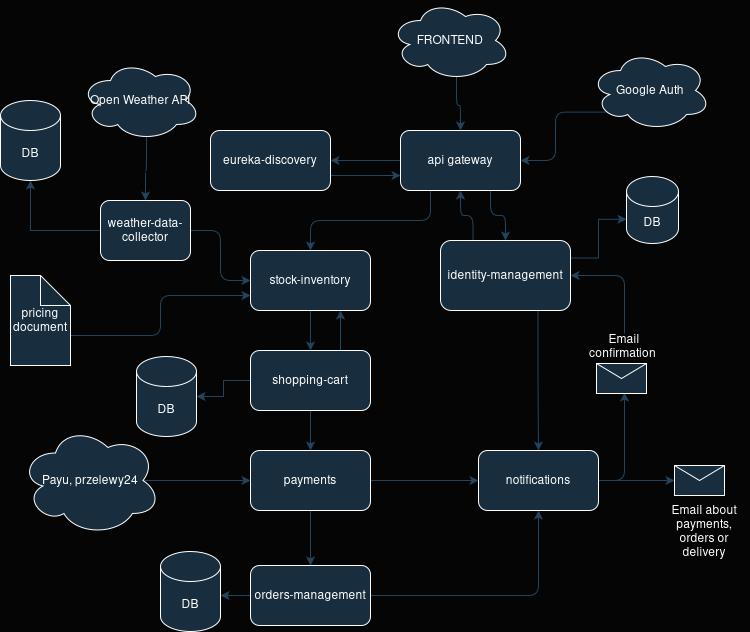 FRONTEND
Google Auth
Open Weather API
DB
eureka-discovery
api gateway
DB
weather-data-
collector
stock-inventory
identity-management
pricing
document
Email
confirmation
shopping-cart
DB
Payu, przelewy24
payments
notifications
Email about
payments,
orders or
delivery
DB
orders-management